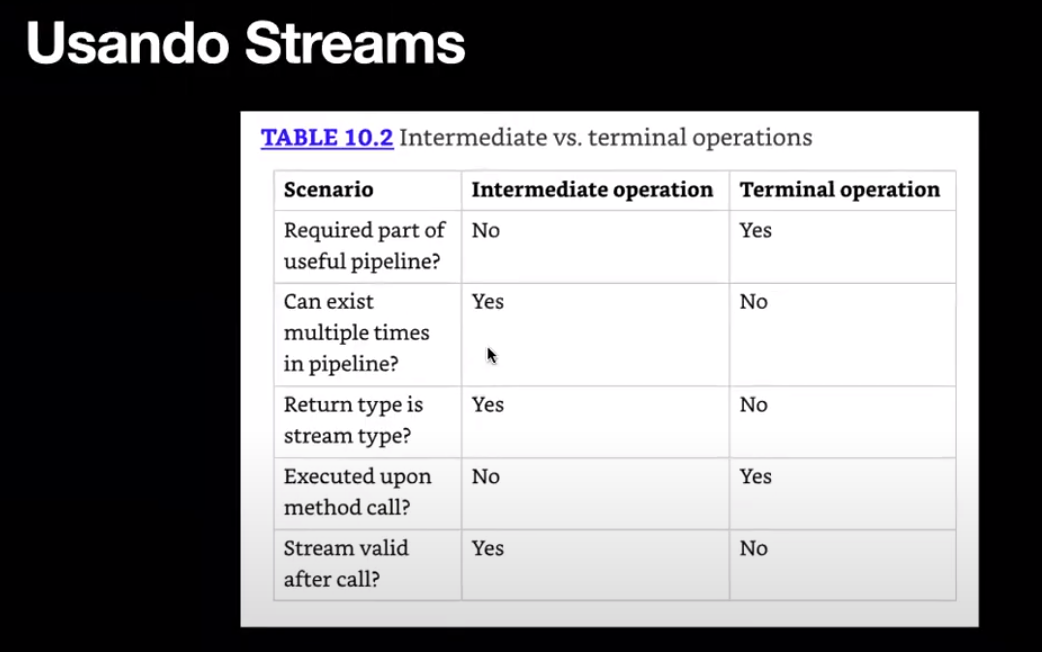 Usando Streams
TABLE 10.2 Intermediate vs. terminal operations
Scenario Intermediate operation Terminal operation
Required part of No Yes
useful pipeline?
Can exist Yes No
multiple times
in pipeline?
Return type is Yes No
stream type?
Executed upon No Yes
method call?
Stream valid Yes No
after call?